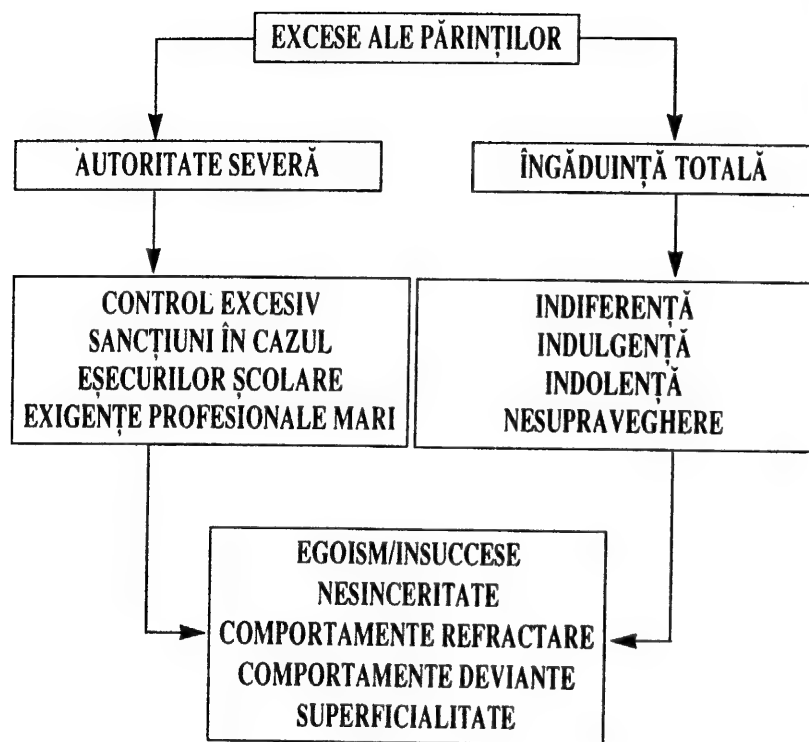 EXCESE ALE PĂRINȚILOR
AUTORITATE SEVERĂ
ÎNGĂDUINȚĂ TOTALĂ
CONTROL EXCESIV
SANCȚIUNI ÎN CAZUL
EȘECURILOR ȘCOLARE
EXIGENȚE PROFESIONALE MARI
INDIFERENȚĂ
INDULGENȚĂ
INDOLENȚĂ
NESUPRAVEGHERE
EGOISM/INSUCCESE
NESINCERITATE
COMPORTAMENTE REFRACTARE
COMPORTAMENTE DEVIANTE
SUPERFICIALITATE